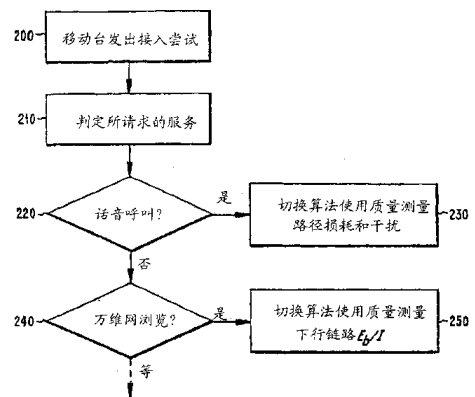 200
移动台发出接入尝试
210
判定所请求的服务
220
话音呼叫?
是
切换算法使用质量测量
路径损耗和干扰
230
否
240
万维网浏览?
是
切换算法使用质量测量
下行链路 Eb/I
250
等